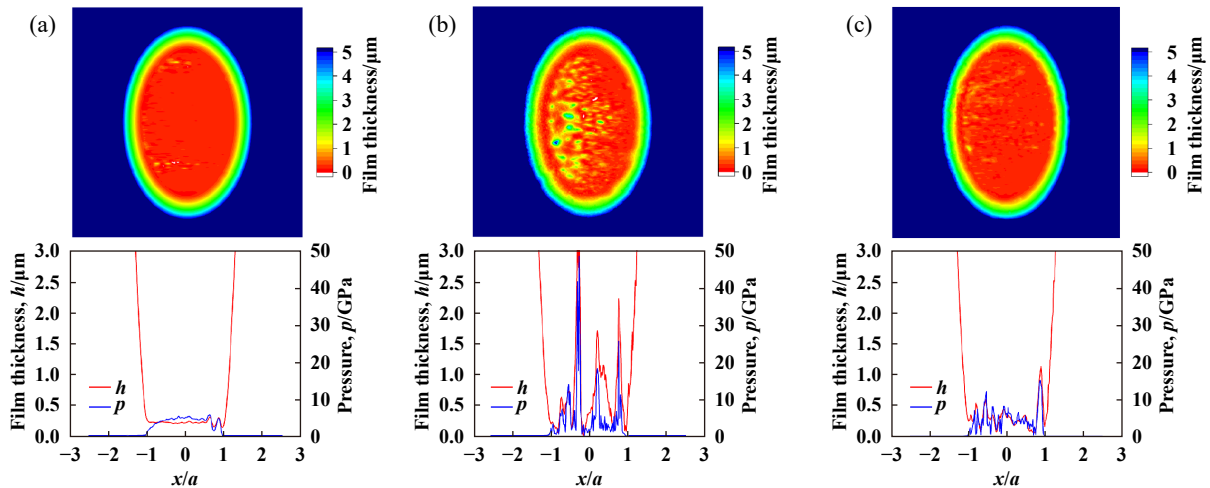 (a)
5
4
3
2
1
0
Film thickness/μm
(b)
5
4
3
2
1
0
Film thickness/μm
(c)
5
4
3
2
1
0
Film thickness/μm
3.0
2.5
2.0
1.5
1.0
0.5
0.0
Film thickness, h/μm
50
40
30
20
10
0
Pressure, p/GPa
h
p
−3 −2 −1 0 1 2 3
x/a
3.0
2.5
2.0
1.5
1.0
0.5
0.0
Film thickness, h/μm
50
40
30
20
10
0
Pressure, p/GPa
h
p
−3 −2 −1 0 1 2 3
x/a
3.0
2.5
2.0
1.5
1.0
0.5
0.0
Film thickness, h/μm
50
40
30
20
10
0
Pressure, p/GPa
h
p
−3 −2 −1 0 1 2 3
x/a